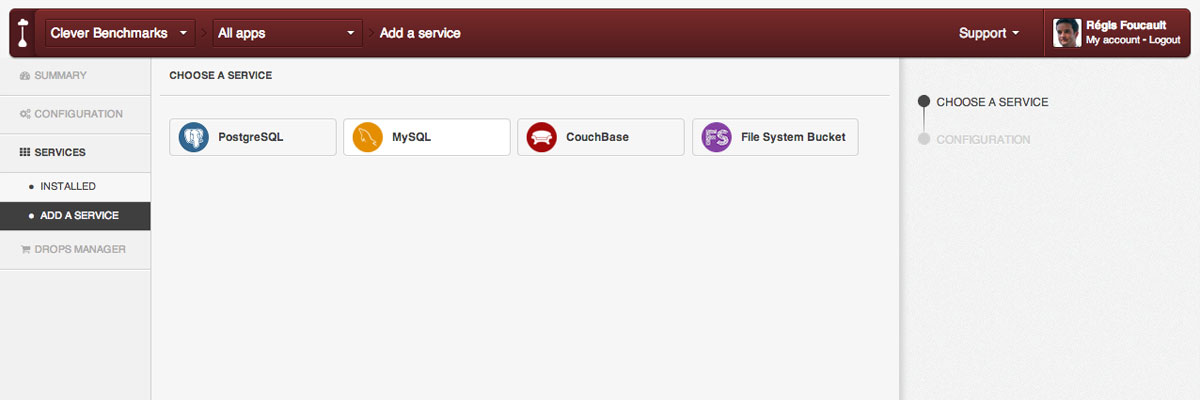 Clever Benchmarks
All apps
Add a service
Support
Régis Foucault
My account - Logout
SUMMARY
CONFIGURATION
SERVICES
INSTALLED
ADD A SERVICE
DROPS MANAGER
CHOOSE A SERVICE
PostgreSQL
MySQL
CouchBase
FS
File System Bucket
CHOOSE A SERVICE
CONFIGURATION